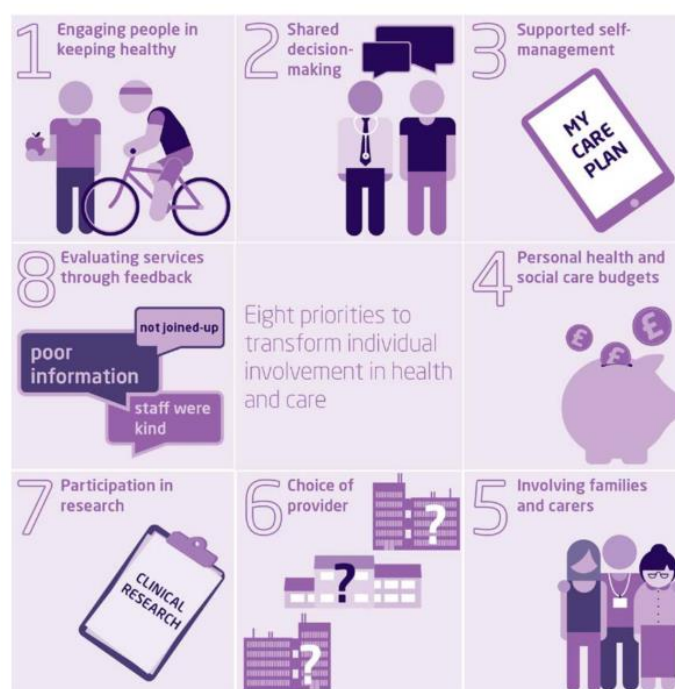 1
Engaging people in
keeping healthy
2
Shared
decision-
making
3
Supported self-
management
MY
CARE
PLAN
8
Evaluating services
through feedback
not joined-up
poor
information
staff were
kind
Eight priorities to
transform individual
involvement in health
and care
4
Personal health and
social care budgets
£
£
£
7
Participation in
research
CLINICAL
RESEARCH
6
Choice of
provider
?
?
?
5
Involving families
and carers